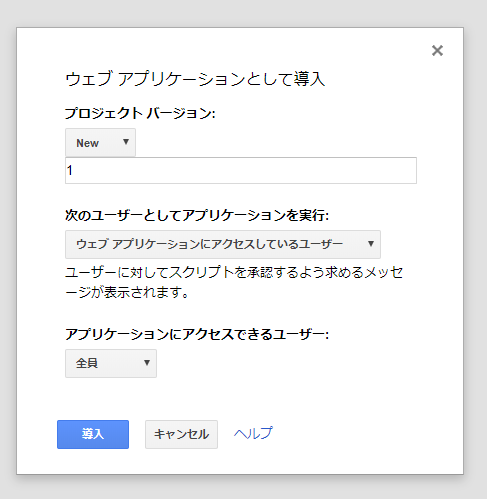 ウェブ アプリケーションとして導入
プロジェクト バージョン:
New
1
次のユーザーとしてアプリケーションを実行:
ウェブ アプリケーションにアクセスしているユーザー
ユーザーに対してスクリプトを承認するよう求めるメッセ
ージが表示されます。
アプリケーションにアクセスできるユーザー:
全員
導入 キャンセル ヘルプ